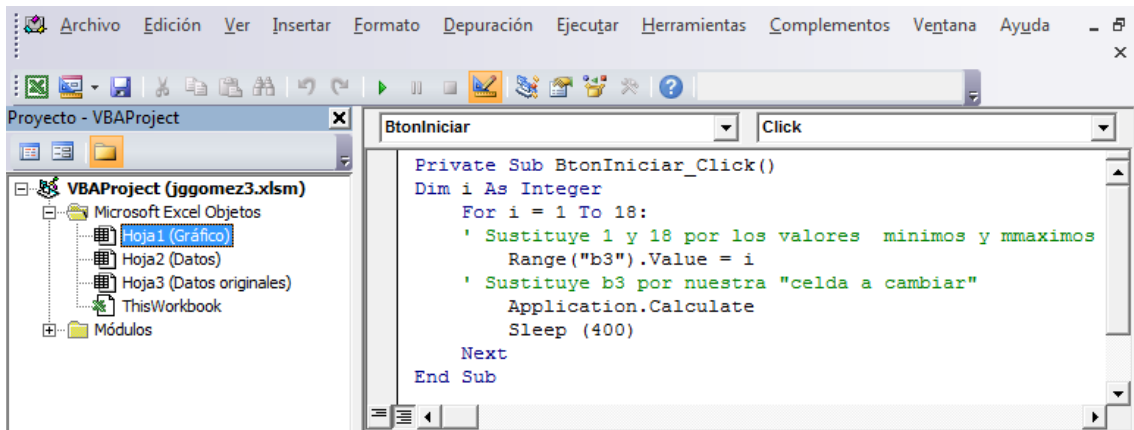 Archivo Edición Ver Insertar Formato Depuración Ejecutar Herramientas Complementos Ventana Ayuda
Proyecto - VBAProject
VBAProject (jggomez3.xlsm)
Microsoft Excel Objetos
Hoja1 (Gráfico)
Hoja2 (Datos)
Hoja3 (Datos originales)
ThisWorkbook
Módulos
BtonIniciar Click
Private Sub BtonIniciar_Click()
Dim i As Integer
For i = 1 To 18:
' Sustituye 1 y 18 por los valores minimos y mmaximos
Range("b3").Value = i
' Sustituye b3 por nuestra "celda a cambiar"
Application.Calculate
Sleep (400)
Next
End Sub